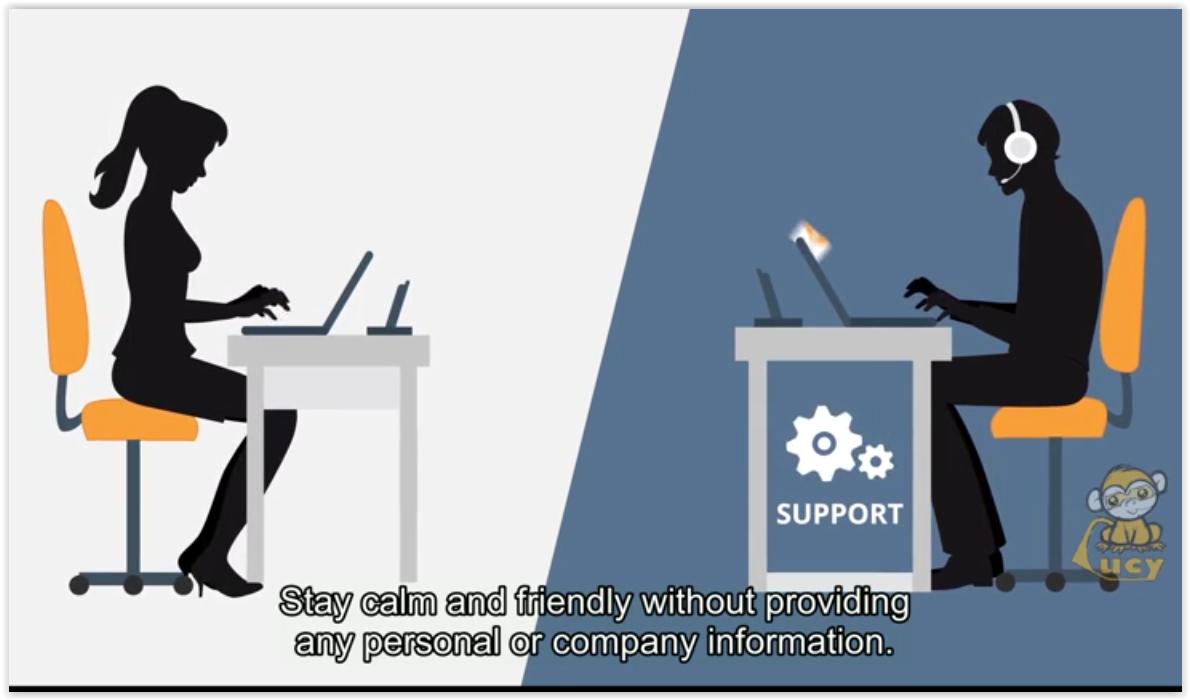 SUPPORT
Lucy
Stay calm and friendly without providing
any personal or company information.